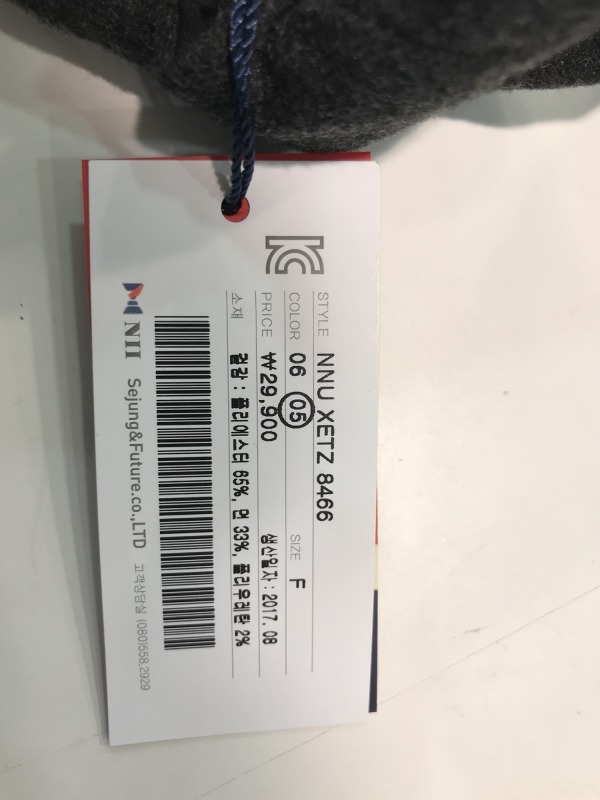 STYLE NNU XETZ 8466
COLOR 06 05 SIZE F
PRICE ₩29,900 생산일자 : 2017. 08
소재 겉감 : 폴리에스터 65%, 면 33%, 폴리우레탄 2%
NII Sejung&Future.co.,LTD 고객상담실 (080)558.2929